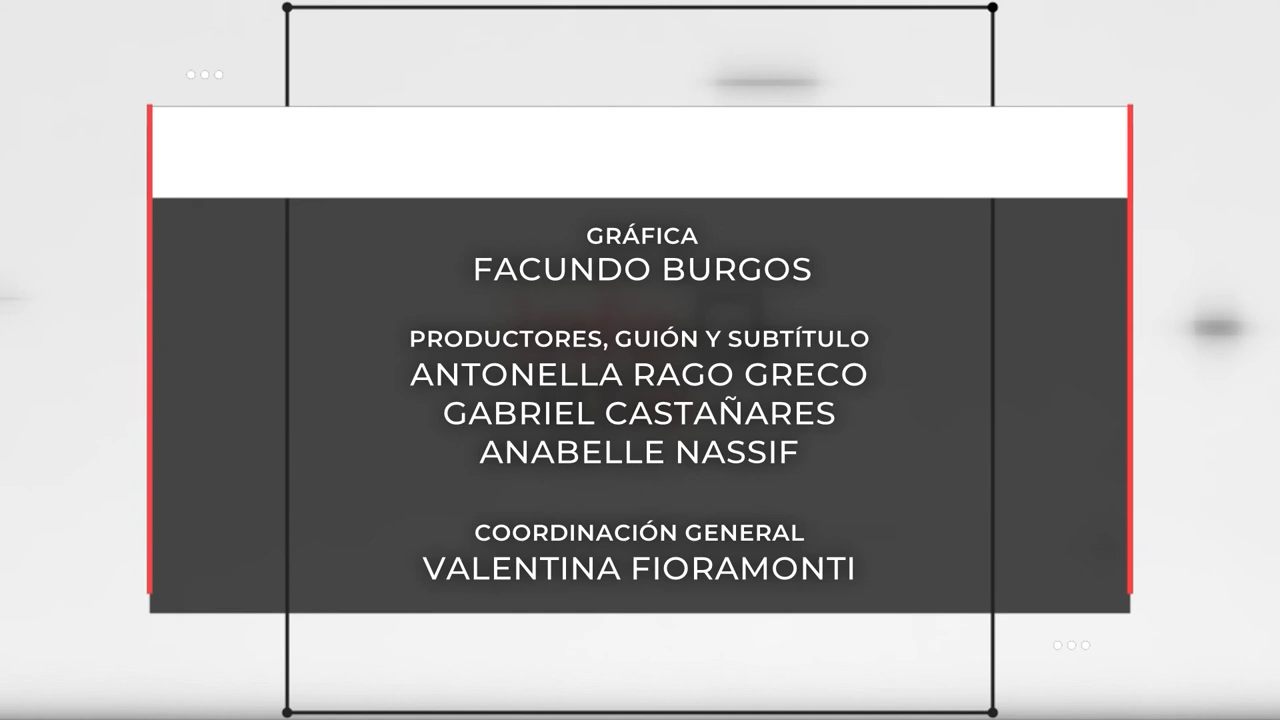 GRÁFICA
FACUNDO BURGOS
PRODUCTORES, GUIÓN Y SUBTÍTULO
ANTONELLA RAGO GRECO
GABRIEL CASTAÑARES
ANABELLE NASSIF
COORDINACIÓN GENERAL
VALENTINA FIORAMONTI